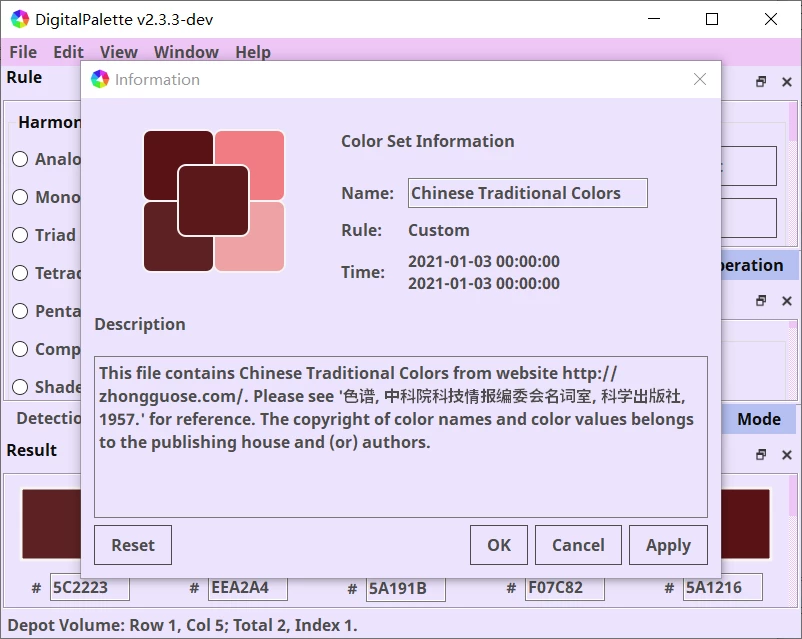 DigitalPalette v2.3.3-dev
File Edit View Window Help
Rule
Information
Harmon
Analo
Mono
Triad
Tetrad
Penta
Comp
Shade
Color Set Information
Name: Chinese Traditional Colors
Rule: Custom
Time: 2021-01-03 00:00:00
2021-01-03 00:00:00
Description
This file contains Chinese Traditional Colors from website http://
zhongguose.com/. Please see '色谱, 中科院科技情报编委会名词室, 科学出版社,
1957.' for reference. The copyright of color names and color values belongs
to the publishing house and (or) authors.
Reset OK Cancel Apply
peration
Detectio
Mode
Result
# 5C2223 # EEA2A4 # 5A191B # F07C82 # 5A1216
Depot Volume: Row 1, Col 5; Total 2, Index 1.